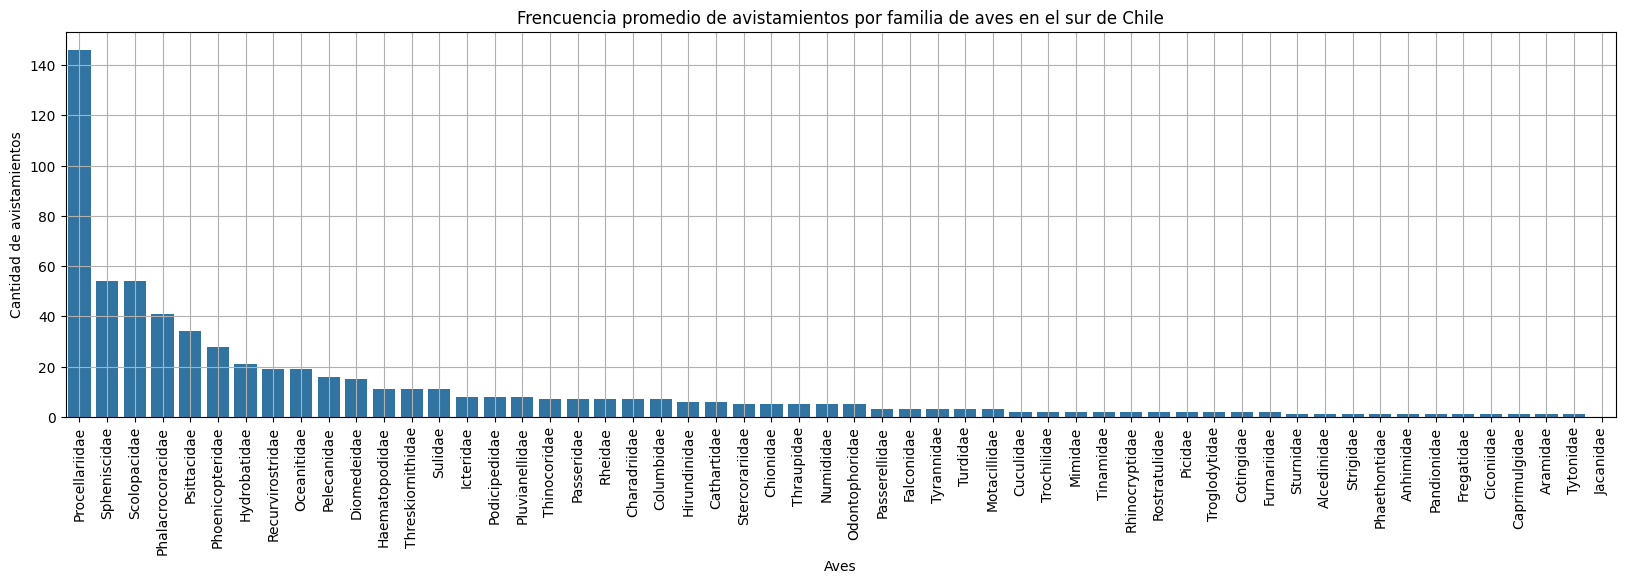 Frencuencia promedio de avistamientos por familia de aves en el sur de Chile
Cantidad de avistamientos
140
120
100
80
60
40
20
0
Procellariidae
Spheniscidae
Scolopacidae
Phalacrocoracidae
Psittacidae
Phoenicopteridae
Hydrobatidae
Recurvirostridae
Oceanitidae
Pelecanidae
Diomedeidae
Haematopodidae
Threskiornithidae
Sulidae
Icteridae
Podicipedidae
Pluvianellidae
Thinocoridae
Passeridae
Rheidae
Charadriidae
Columbidae
Hirundinidae
Cathartidae
Stercorariidae
Chionidae
Thraupidae
Numididae
Odontophoridae
Passerellidae
Falconidae
Tyrannidae
Turdidae
Motacillidae
Cuculidae
Trochilidae
Mimidae
Tinamidae
Rhinocryptidae
Rostratulidae
Picidae
Troglodytidae
Cotingidae
Furnariidae
Sturnidae
Alcedinidae
Strigidae
Phaethontidae
Anhimidae
Pandionidae
Fregatidae
Ciconiidae
Caprimulgidae
Aramidae
Tytonidae
Jacanidae
Aves